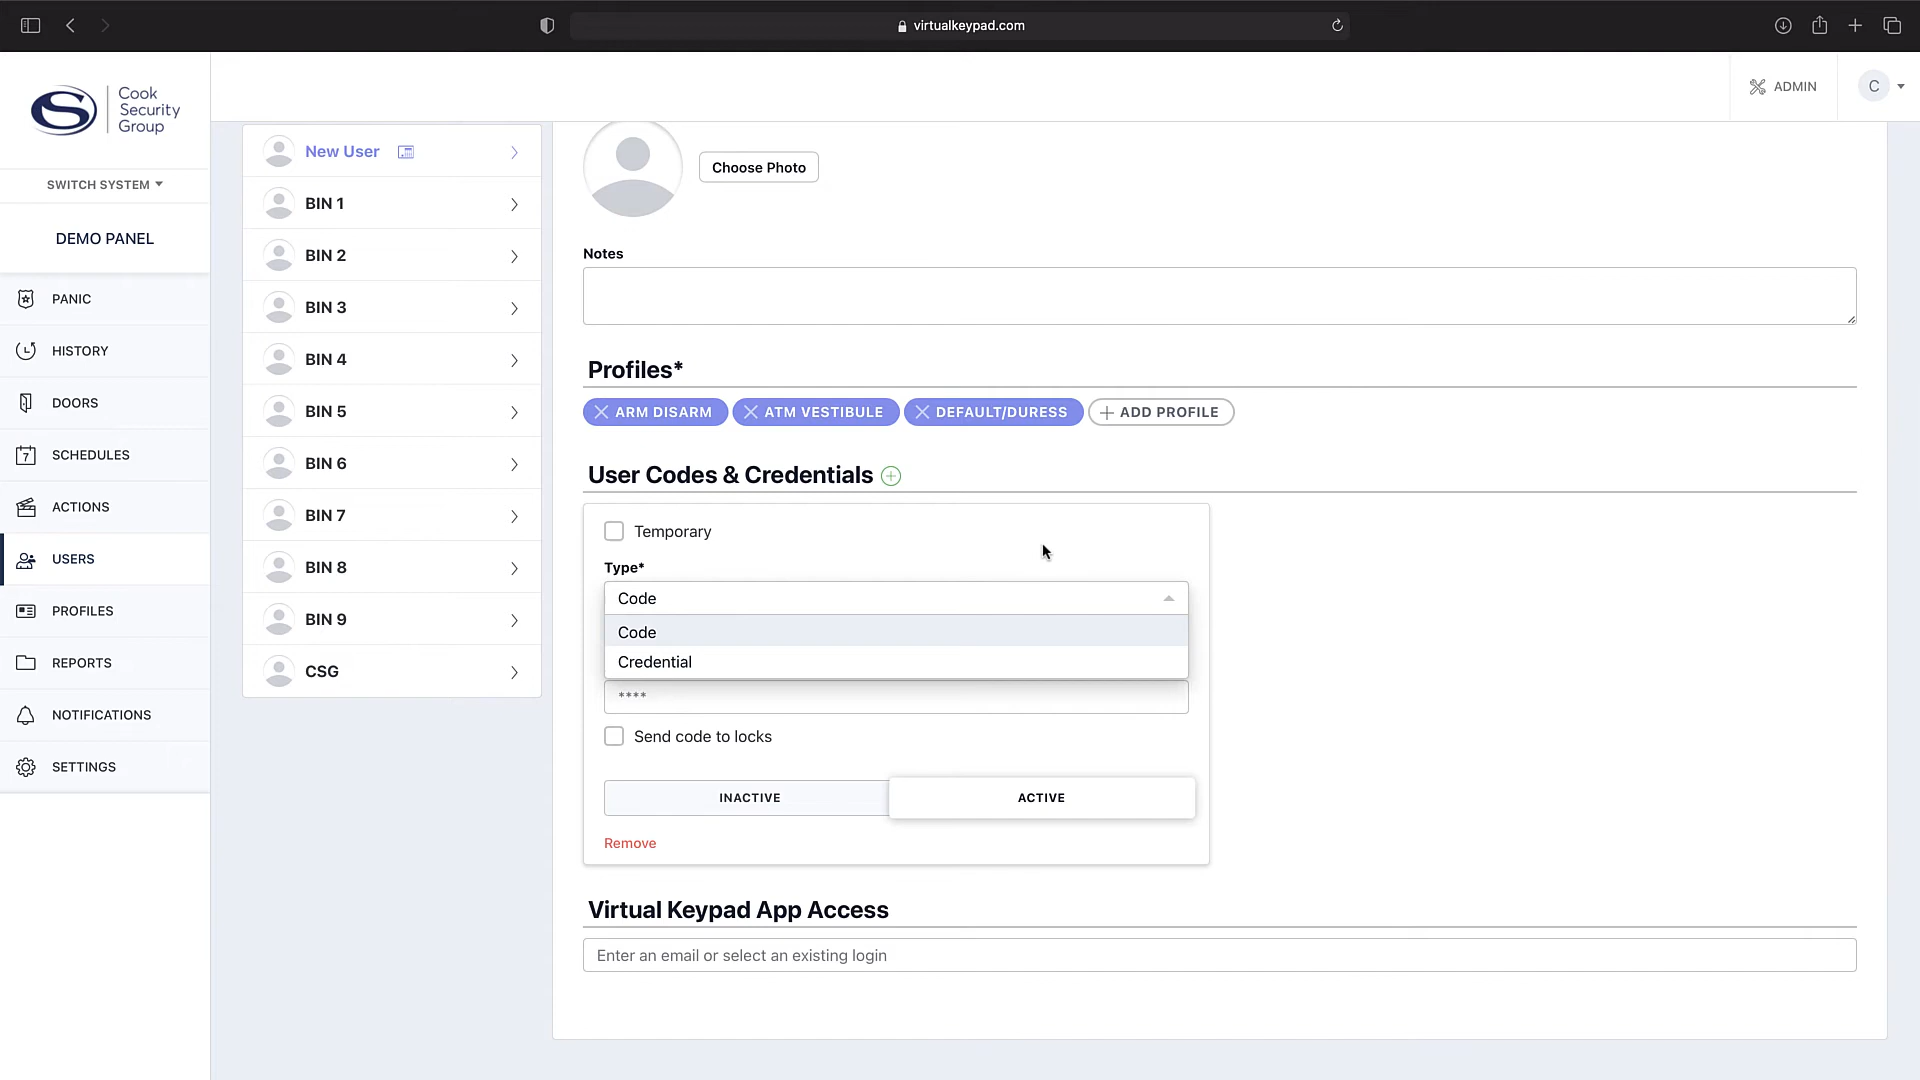 virtualkeypad.com
Cook
Security
Group
ADMIN
C
SWITCH SYSTEM
DEMO PANEL
PANIC
HISTORY
DOORS
7
SCHEDULES
ACTIONS
USERS
PROFILES
REPORTS
NOTIFICATIONS
SETTINGS
New User
BIN 1
BIN 2
BIN 3
BIN 4
BIN 5
BIN 6
BIN 7
BIN 8
BIN 9
CSG
Choose Photo
Notes
Profiles*
ARM DISARM ATM VESTIBULE DEFAULT/DURESS ADD PROFILE
User Codes & Credentials
Temporary
Type*
Code
Code
Credential
****
Send code to locks
INACTIVE ACTIVE
Remove
Virtual Keypad App Access
Enter an email or select an existing login